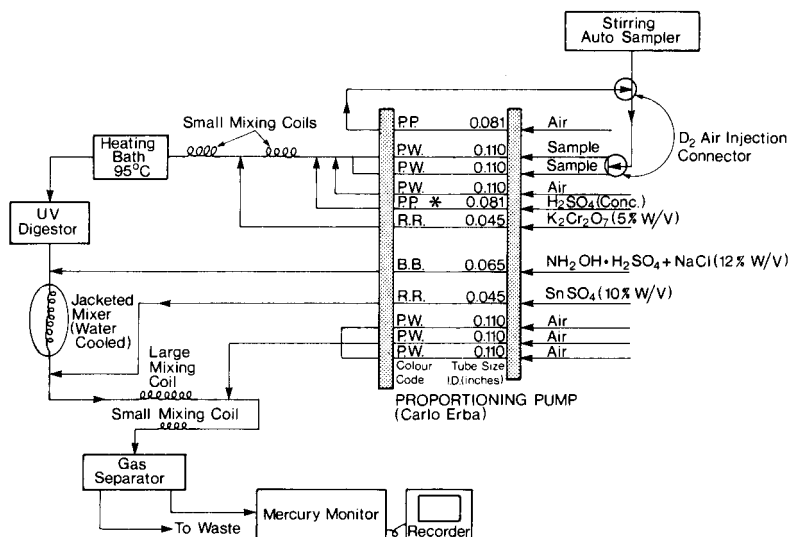 Stirring
Auto Sampler
D₂ Air Injection
Connector
Small Mixing Coils
Heating
Bath
95°C
UV
Digestor
Jacketed
Mixer
(Water
Cooled)
Large
Mixing
Coil
Small Mixing Coil
Gas
Separator
To Waste
Mercury Monitor
Recorder
P.P. 0.081 Air
P.W. 0.110 Sample
P.W. 0.110 Sample
P.W. 0.110 Air
P.P. * 0.081 H₂SO₄(Conc.)
R.R. 0.045 K₂Cr₂O₇(5% W/V)
B.B. 0.065 NH₂OH•H₂SO₄+NaCl(12% W/V)
R.R. 0.045 SnSO₄(10% W/V)
P.W. 0.110 Air
P.W. 0.110 Air
P.W. 0.110 Air
Colour
Code
Tube Size
I.D.(inches)
PROPORTIONING PUMP
(Carlo Erba)